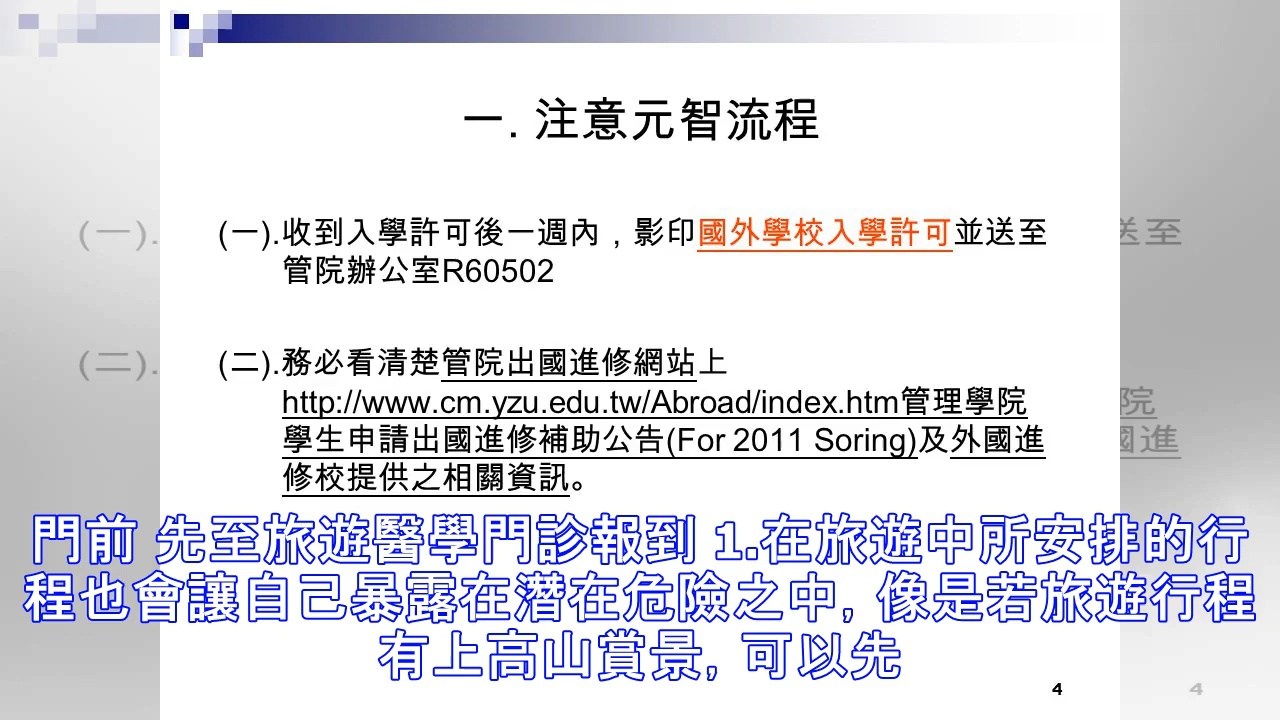 一. 注意元智流程
(一).收到入學許可後一週內，影印國外學校入學許可並送至
管院辦公室R60502
(二).務必看清楚管院出國進修網站上
http://www.cm.yzu.edu.tw/Abroad/index.htm管理學院
學生申請出國進修補助公告(For 2011 Soring)及外國進
修校提供之相關資訊。
門前 先至旅遊醫學門診報到 1.在旅遊中所安排的行
程也會讓自己暴露在潛在危險之中, 像是若旅遊行程
有上高山賞景, 可以先
4
(一).
送至
(二).
院
國進
4